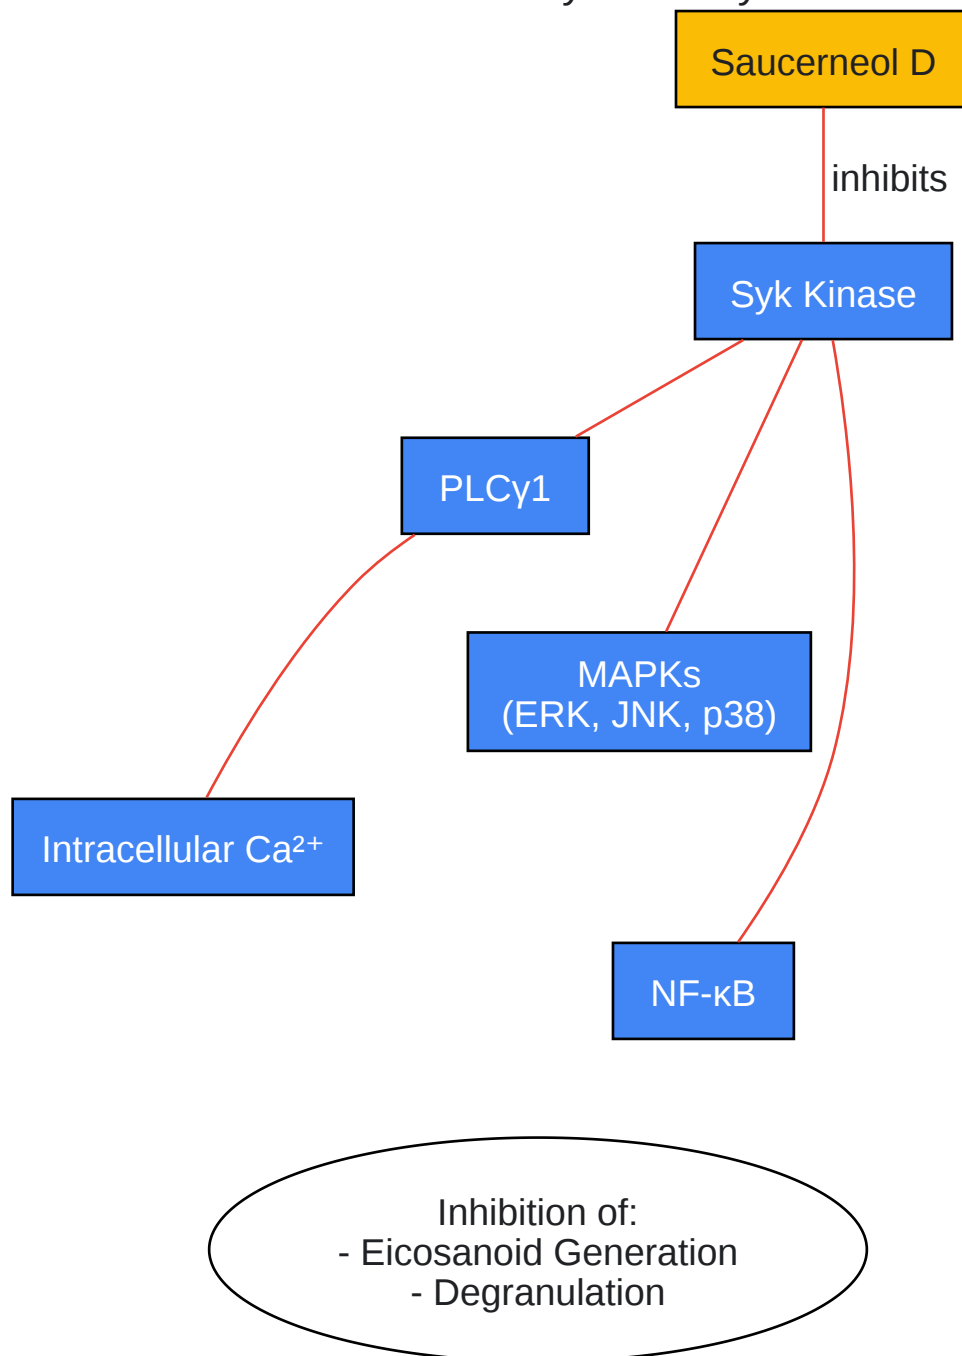 Saucerneol D
inhibits
Syk Kinase
PLCγ1
MAPKs
(ERK, JNK, p38)
Intracellular Ca²⁺
NF-κB
Inhibition of:
- Eicosanoid Generation
- Degranulation